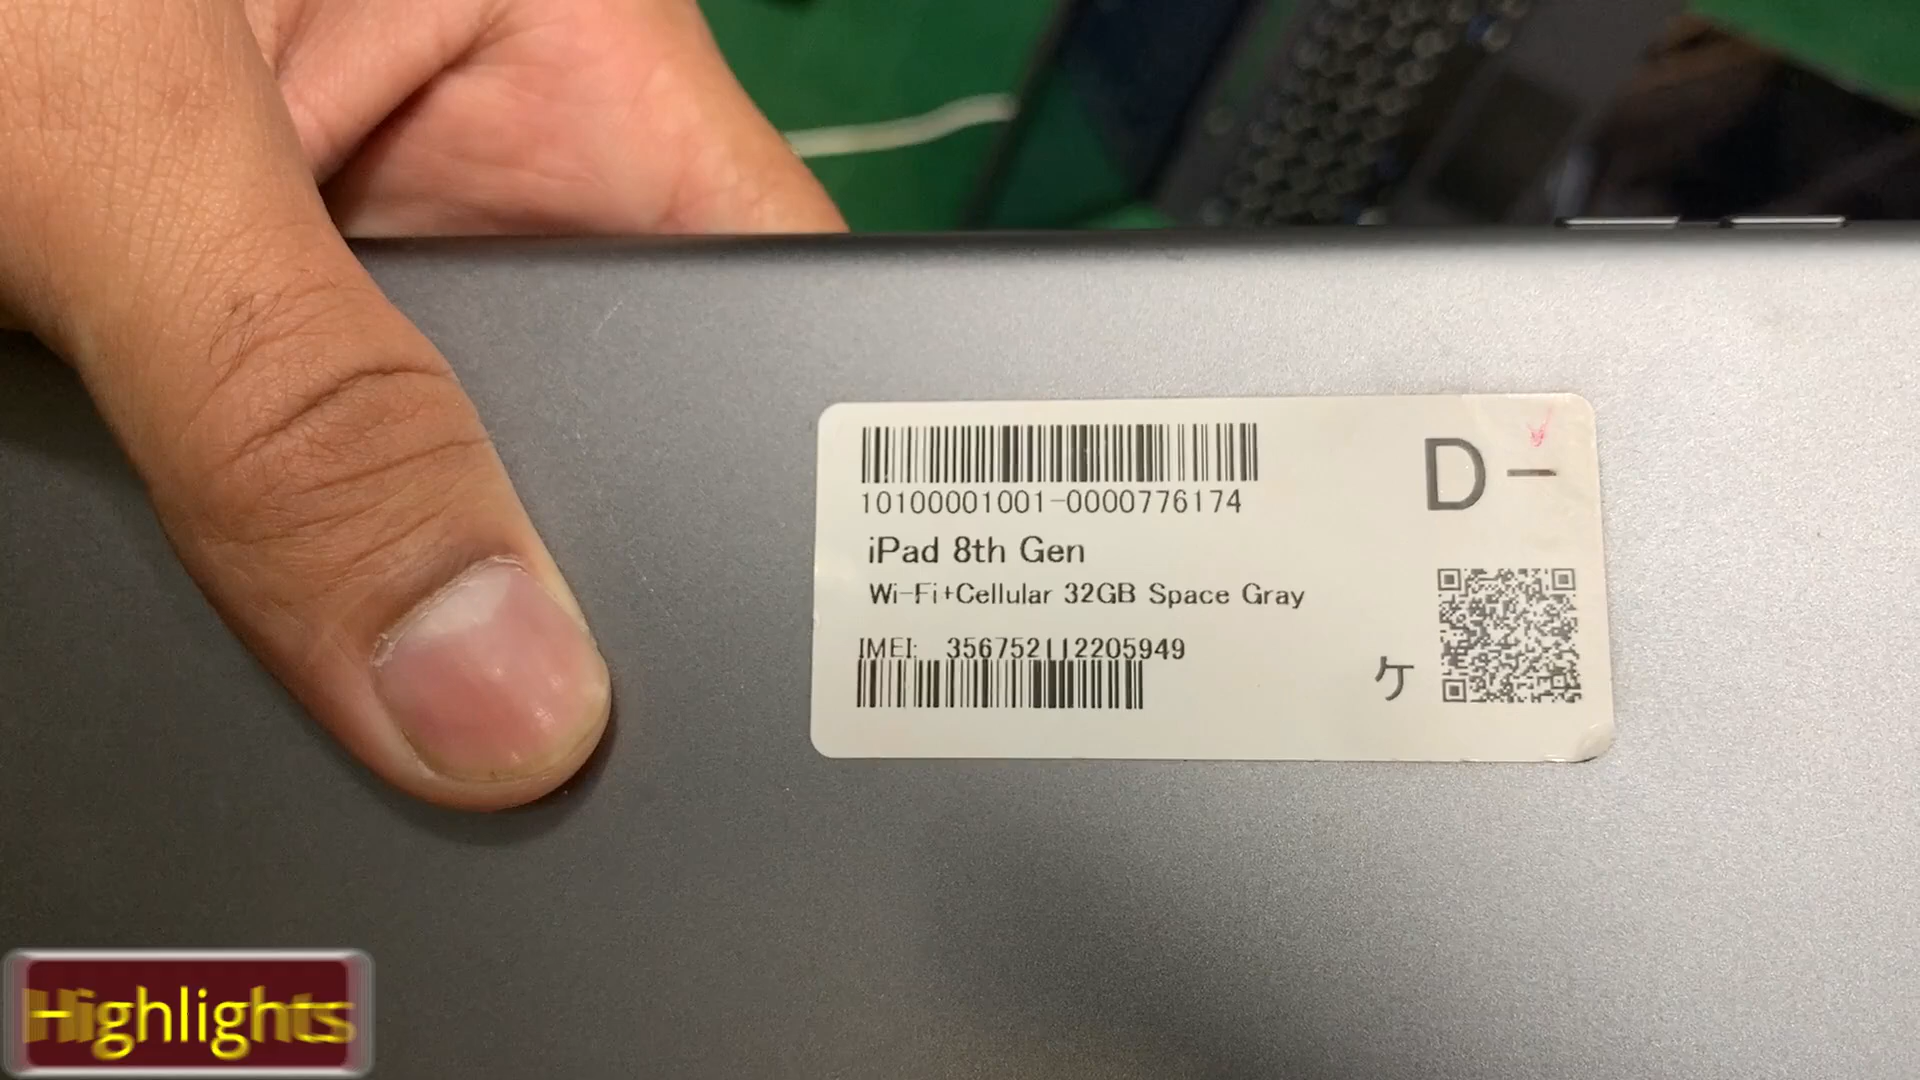 10100001001-0000776174
D-
iPad 8th Gen
Wi-Fi+Cellular 32GB Space Gray
IMEI: 356752112205949
ケ
Highlights